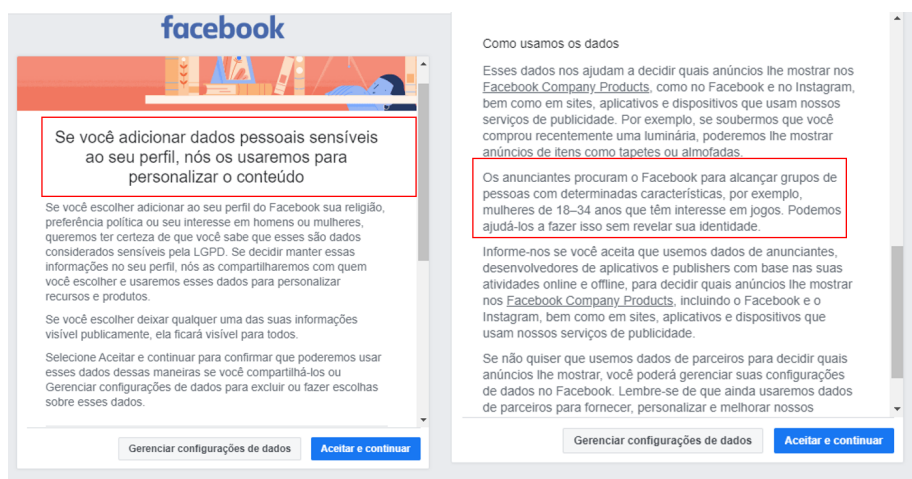 facebook
Se você adicionar dados pessoais sensíveis
ao seu perfil, nós os usaremos para
personalizar o conteúdo
Se você escolher adicionar ao seu perfil do Facebook sua religião,
preferência política ou seu interesse em homens ou mulheres,
queremos ter certeza de que você sabe que esses são dados
considerados sensíveis pela LGPD. Se decidir manter essas
informações no seu perfil, nós as compartilharemos com quem
você escolher e usaremos esses dados para personalizar
recursos e produtos.
Se você escolher deixar qualquer uma das suas informações
visível publicamente, ela ficará visível para todos.
Selecione Aceitar e continuar para confirmar que poderemos usar
esses dados dessas maneiras se você compartilhá-los ou
Gerenciar configurações de dados para excluir ou fazer escolhas
sobre esses dados.
Gerenciar configurações de dados
Aceitar e continuar
Como usamos os dados
Esses dados nos ajudam a decidir quais anúncios lhe mostrar nos
Facebook Company Products, como no Facebook e no Instagram,
bem como em sites, aplicativos e dispositivos que usam nossos
serviços de publicidade. Por exemplo, se soubermos que você
comprou recentemente uma luminária, poderemos lhe mostrar
anúncios de itens como tapetes ou almofadas.
Os anunciantes procuram o Facebook para alcançar grupos de
pessoas com determinadas características, por exemplo,
mulheres de 18–34 anos que têm interesse em jogos. Podemos
ajudá-los a fazer isso sem revelar sua identidade.
Informe-nos se você aceita que usemos dados de anunciantes,
desenvolvedores de aplicativos e publishers com base nas suas
atividades online e offline, para decidir quais anúncios lhe mostrar
nos Facebook Company Products, incluindo o Facebook e o
Instagram, bem como em sites, aplicativos e dispositivos que
usam nossos serviços de publicidade.
Se não quiser que usemos dados de parceiros para decidir quais
anúncios lhe mostrar, você poderá gerenciar suas configurações
de dados no Facebook. Lembre-se de que ainda usaremos dados
de parceiros para fornecer, personalizar e melhorar nossos
Gerenciar configurações de dados
Aceitar e continuar